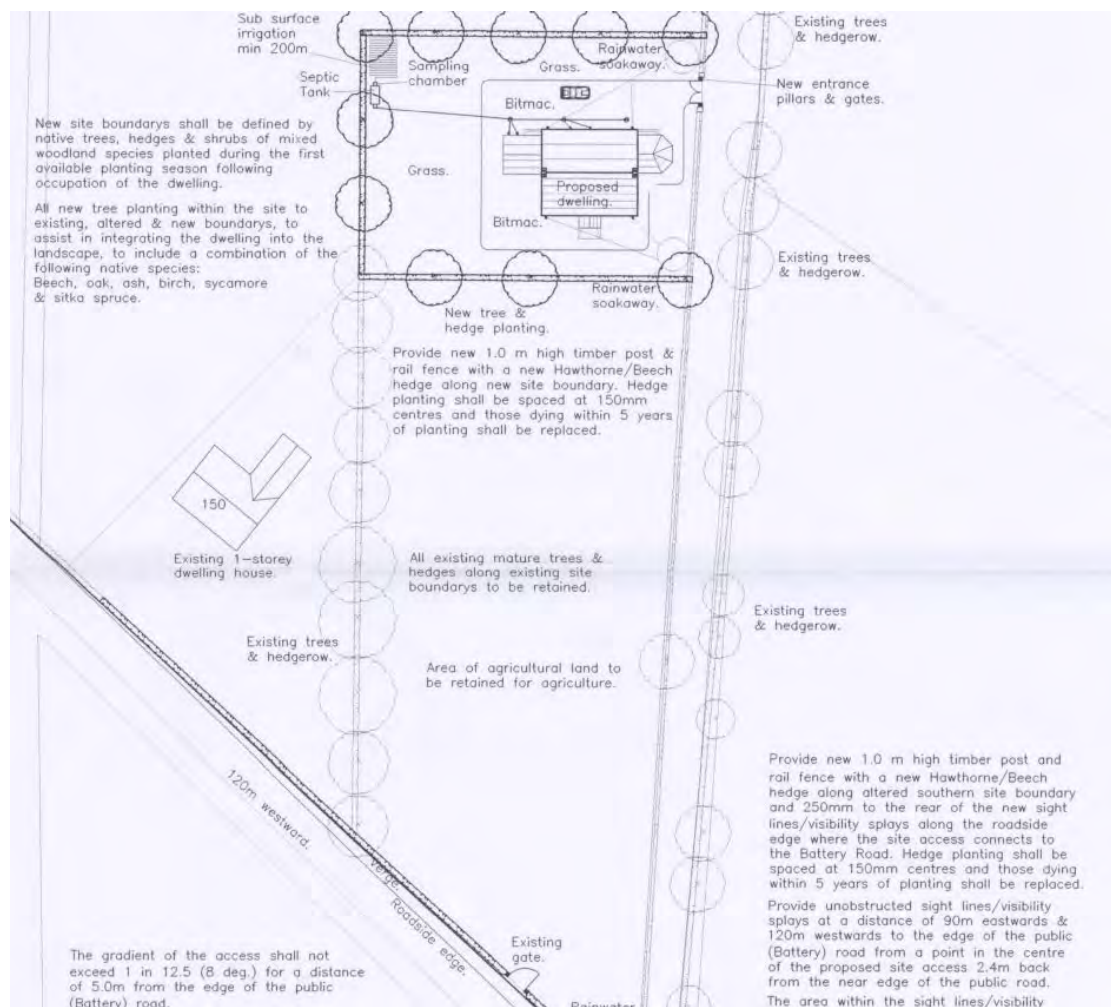 Sub surface
irrigation
min 200m
Septic
Tank
Sampling
chamber
Grass.
Rainwater
soakaway.
Existing trees
& hedgerow.
New entrance
pillars & gates.
Bitmac.
New site boundarys shall be defined by
native trees, hedges & shrubs of mixed
woodland species planted during the first
available planting season following
occupation of the dwelling.
Grass.
Proposed
dwelling.
Bitmac.
All new tree planting within the site to
existing, altered & new boundarys, to
assist in integrating the dwelling into the
landscape, to include a combination of the
following native species:
Beech, oak, ash, birch, sycamore
& sitka spruce.
Existing trees
& hedgerow.
Rainwater
soakaway.
New tree &
hedge planting.
Provide new 1.0 m high timber post &
rail fence with a new Hawthorne/Beech
hedge along new site boundary. Hedge
planting shall be spaced at 150mm
centres and those dying within 5 years
of planting shall be replaced.
150
Existing 1-storey
dwelling house.
All existing mature trees &
hedges along existing site
boundarys to be retained.
Existing trees
& hedgerow.
Existing trees
& hedgerow.
Area of agricultural land to
be retained for agriculture.
120m westward.
Verge.
Roadside edge.
Existing
gate.
Rainwater
Provide new 1.0 m high timber post and
rail fence with a new Hawthorne/Beech
hedge along altered southern site boundary
and 250mm to the rear of the new sight
lines/visibility splays along the roadside
edge where the site access connects to
the Battery Road. Hedge planting shall be
spaced at 150mm centres and those dying
within 5 years of planting shall be replaced.
Provide unobstructed sight lines/visibility
splays at a distance of 90m eastwards &
120m westwards to the edge of the public
(Battery) road from a point in the centre
of the proposed site access 2.4m back
from the near edge of the public road.
The area within the sight lines/visibility
The gradient of the access shall not
exceed 1 in 12.5 (8 deg.) for a distance
of 5.0m from the edge of the public
(Battery) road.